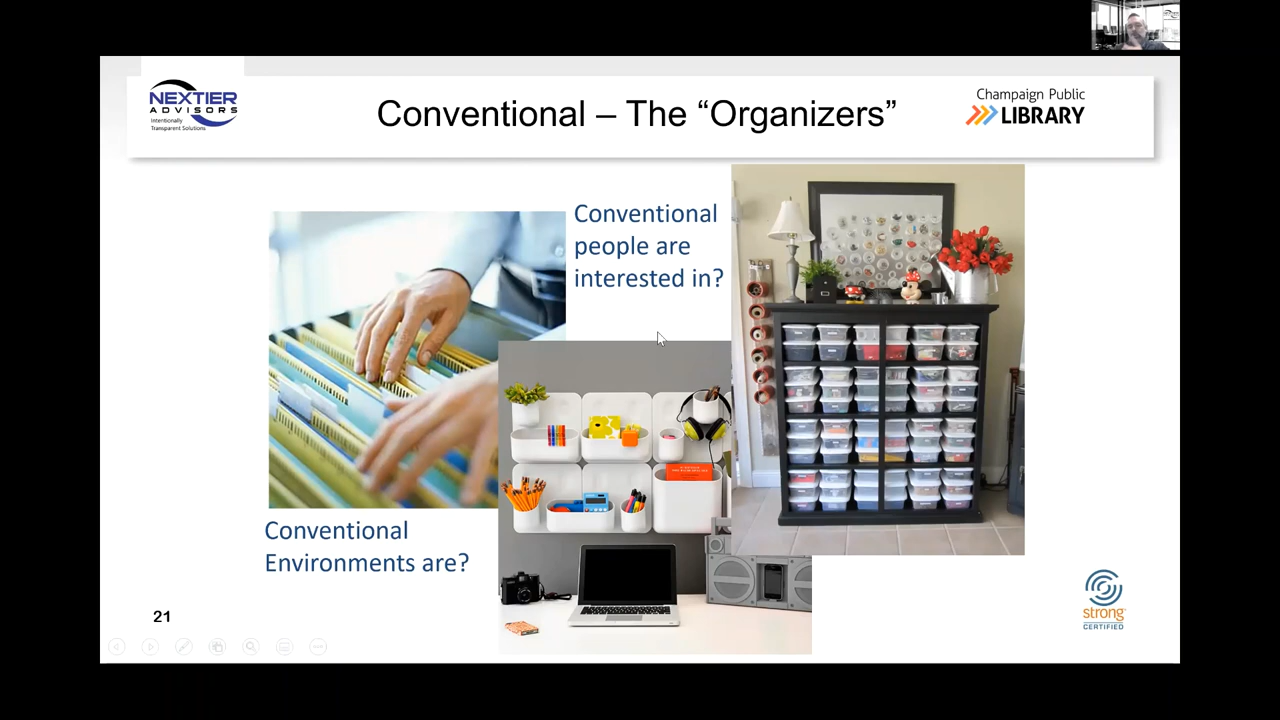 NEXTIER
ADVISORS
Intentionally
Transparent Solutions
Conventional – The “Organizers”
Champaign Public
LIBRARY
Conventional
people are
interested in?
Conventional
Environments are?
21
strong
CERTIFIED